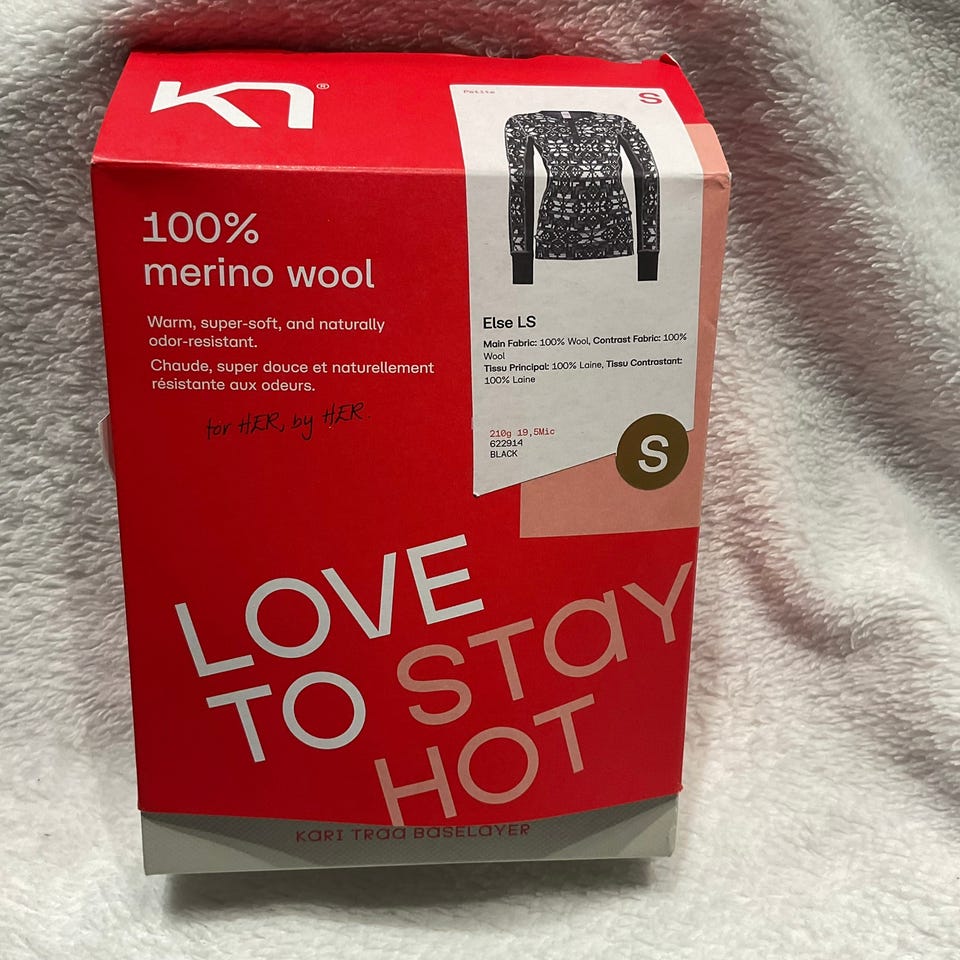 KT®
Petite
S
100%
merino wool
Warm, super-soft, and naturally
odor-resistant.
Chaude, super douce et naturellement
résistante aux odeurs.
for HER, by HER.
Else LS
Main Fabric: 100% Wool, Contrast Fabric: 100%
Wool
Tissu Principal: 100% Laine, Tissu Contrastant:
100% Laine
210g 19,5Mic
622914
BLACK
S
LOVE
TO STAY
HOT
KARI TRAA BASELAYER